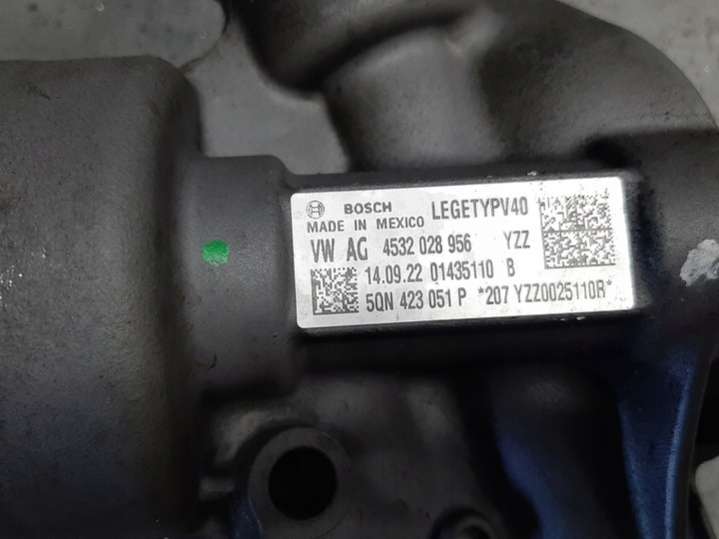 BOSCH LEGETYPV40
MADE IN MEXICO
VW AG 4532 028 956 YZZ
14.09.22 01435110 B
5QN 423 051 P *207 YZZ0025110R*